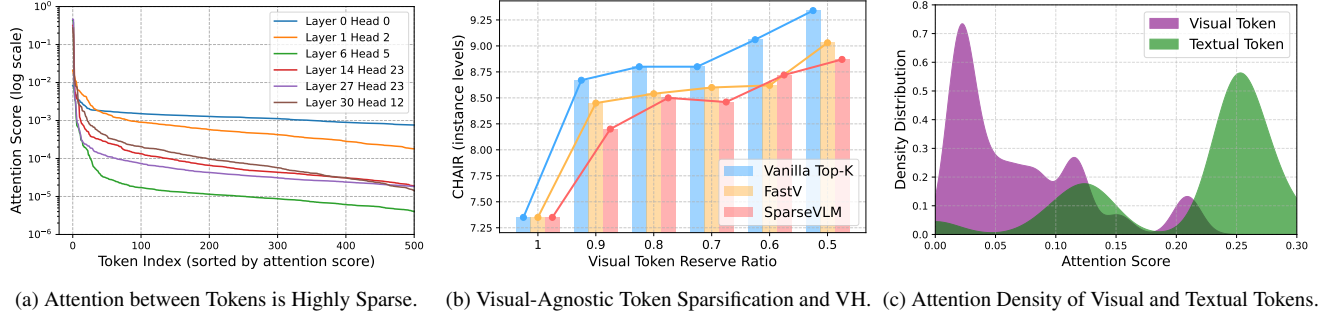 10⁰
10⁻¹
10⁻²
10⁻³
10⁻⁴
10⁻⁵
10⁻⁶
Attention Score (log scale)
Layer 0 Head 0
Layer 1 Head 2
Layer 6 Head 5
Layer 14 Head 23
Layer 27 Head 23
Layer 30 Head 12
0 100 200 300 400 500
Token Index (sorted by attention score)
(a) Attention between Tokens is Highly Sparse.
9.25
9.00
8.75
8.50
8.25
8.00
7.75
7.50
7.25
CHAIR (instance levels)
Vanilla Top-K
FastV
SparseVLM
1 0.9 0.8 0.7 0.6 0.5
Visual Token Reserve Ratio
(b) Visual-Agnostic Token Sparsification and VH.
0.8
0.7
0.6
0.5
0.4
0.3
0.2
0.1
0.0
Density Distribution
Visual Token
Textual Token
0.00 0.05 0.10 0.15 0.20 0.25 0.30
Attention Score
(c) Attention Density of Visual and Textual Tokens.